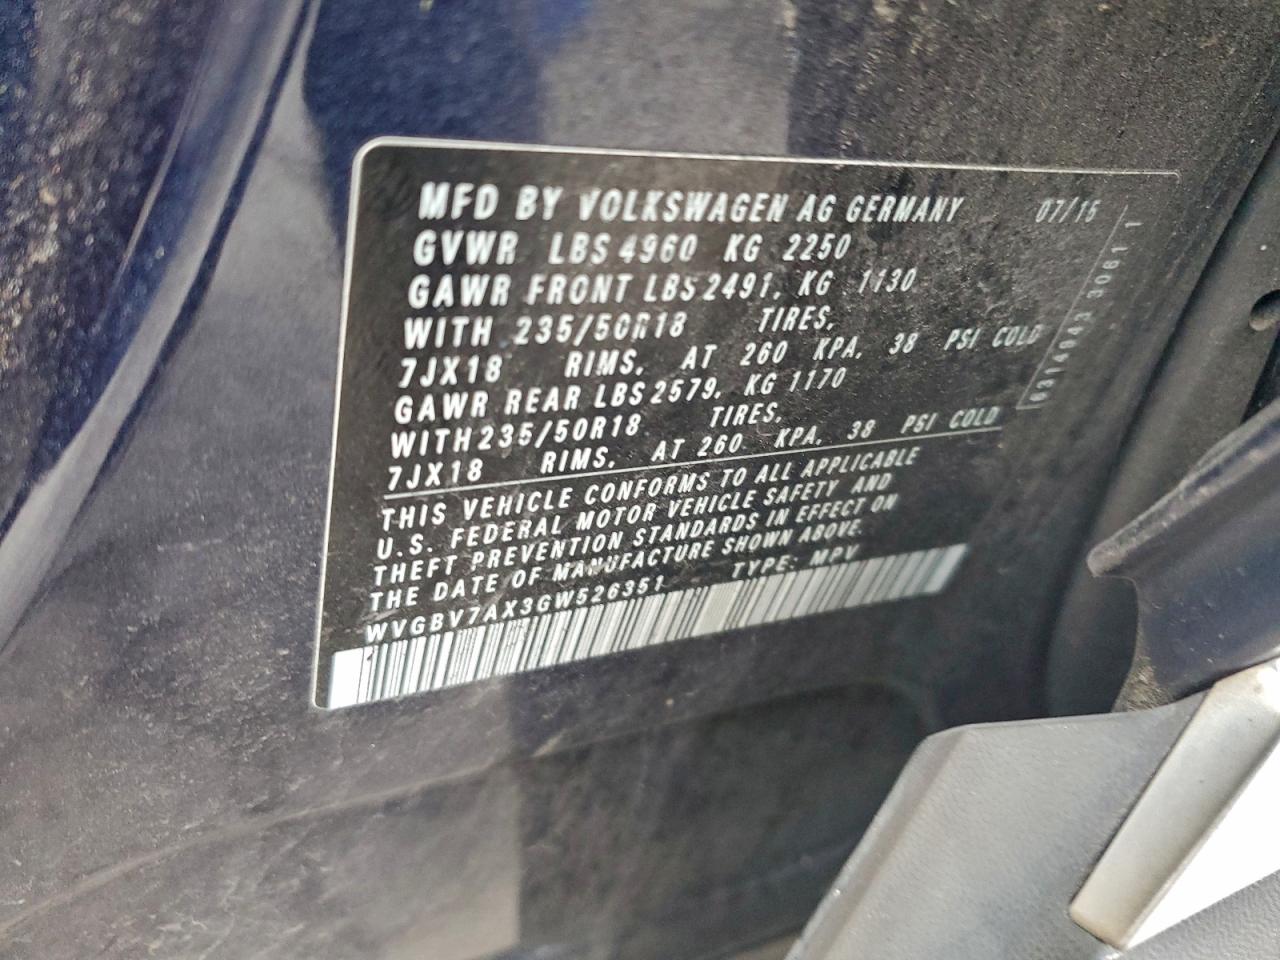 MFD BY VOLKSWAGEN AG GERMANY 07/15
GVWR LBS 4960 KG 2250
GAWR FRONT LBS 2491, KG 1130
WITH 235/50R18 TIRES,
7JX18 RIMS, AT 260 KPA, 38 PSI COLD
GAWR REAR LBS 2579, KG 1170
WITH 235/50R18 TIRES,
7JX18 RIMS, AT 260 KPA, 38 PSI COLD
THIS VEHICLE CONFORMS TO ALL APPLICABLE
U.S. FEDERAL MOTOR VEHICLE SAFETY AND
THEFT PREVENTION STANDARDS IN EFFECT ON
THE DATE OF MANUFACTURE SHOWN ABOVE.
WVGBV7AX3GW526351 TYPE: MPV